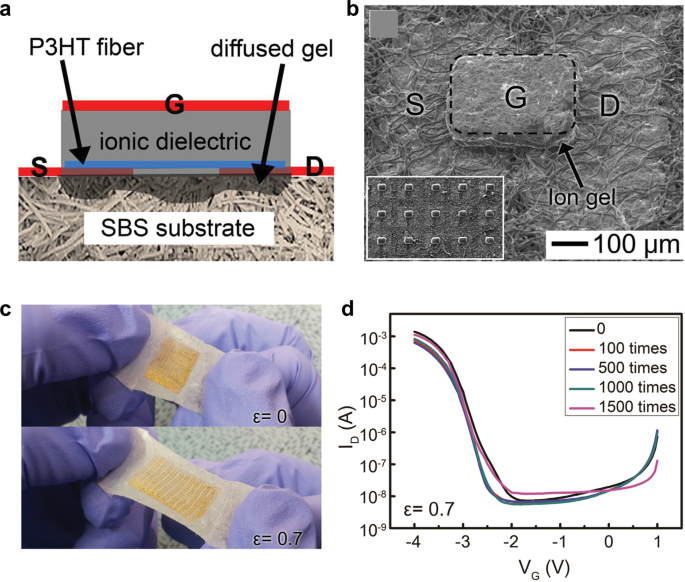 a
P3HT fiber
diffused gel
G
ionic dielectric
S
D
SBS substrate
b
S
G
D
Ion gel
100 μm
c
ε= 0
ε= 0.7
d
I_D (A)
10⁻³
10⁻⁴
10⁻⁵
10⁻⁶
10⁻⁷
10⁻⁸
10⁻⁹
0
100 times
500 times
1000 times
1500 times
ε= 0.7
-4 -3 -2 -1 0 1
V_G (V)